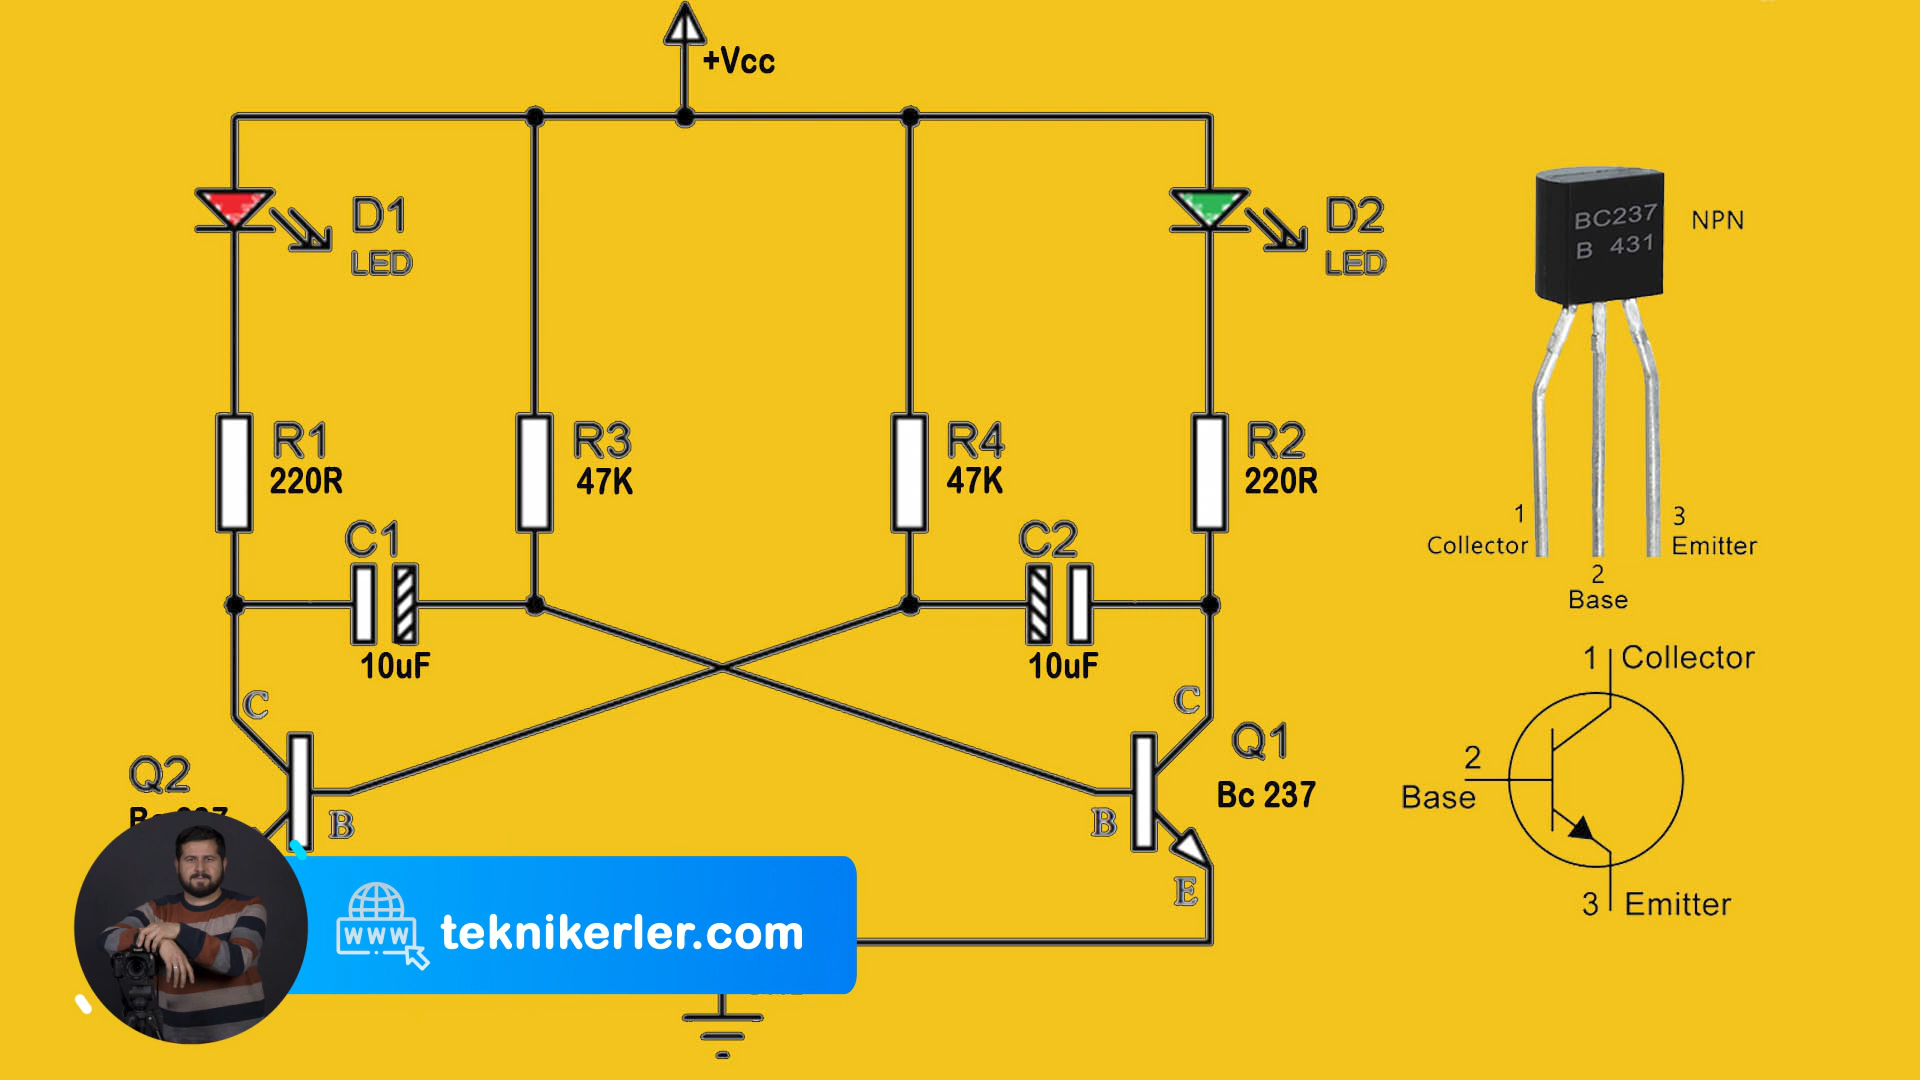 +Vcc
D1
LED
D2
LED
BC237
B 431
NPN
R1
220R
R3
47K
R4
47K
R2
220R
C1
10uF
C2
10uF
1
Collector
2
Base
3
Emitter
C
B
Q2
C
B
E
Q1
Bc 237
1 Collector
2
Base
3 Emitter
www
teknikerler.com